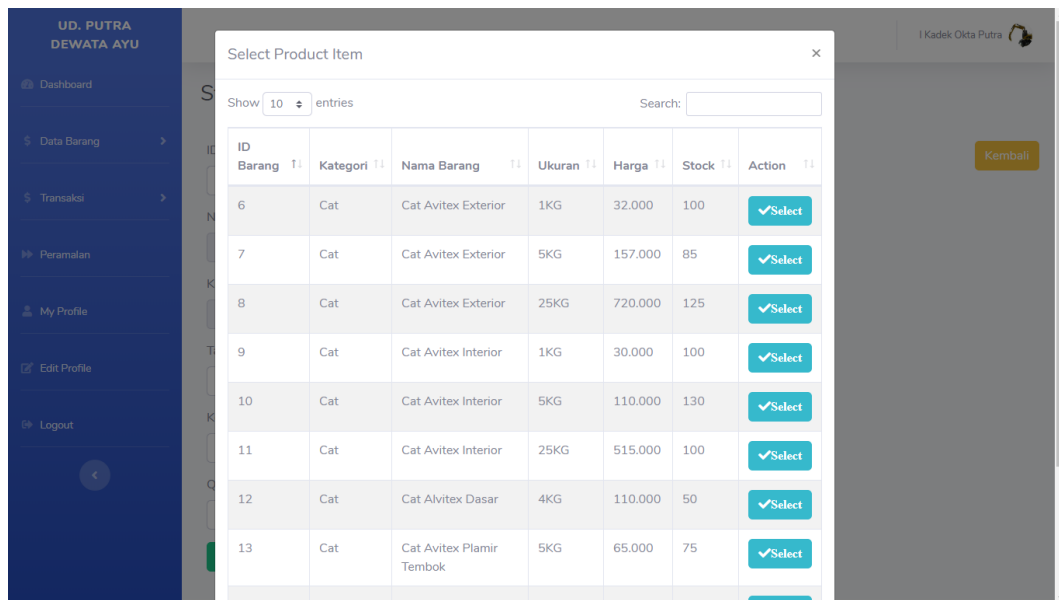 UD. PUTRA
DEWATA AYU
Dashboard
$ Data Barang
$ Transaksi
Peramalan
My Profile
Edit Profile
Logout
I Kadek Okta Putra
Kembali
Select Product Item ×
Show 10 entries Search:
ID
Barang Kategori Nama Barang Ukuran Harga Stock Action
6 Cat Cat Avitex Exterior 1KG 32.000 100 Select
7 Cat Cat Avitex Exterior 5KG 157.000 85 Select
8 Cat Cat Avitex Exterior 25KG 720.000 125 Select
9 Cat Cat Avitex Interior 1KG 30.000 100 Select
10 Cat Cat Avitex Interior 5KG 110.000 130 Select
11 Cat Cat Avitex Interior 25KG 515.000 100 Select
12 Cat Cat Alvitex Dasar 4KG 110.000 50 Select
13 Cat Cat Avitex Plamir 5KG 65.000 75 Select
Tembok